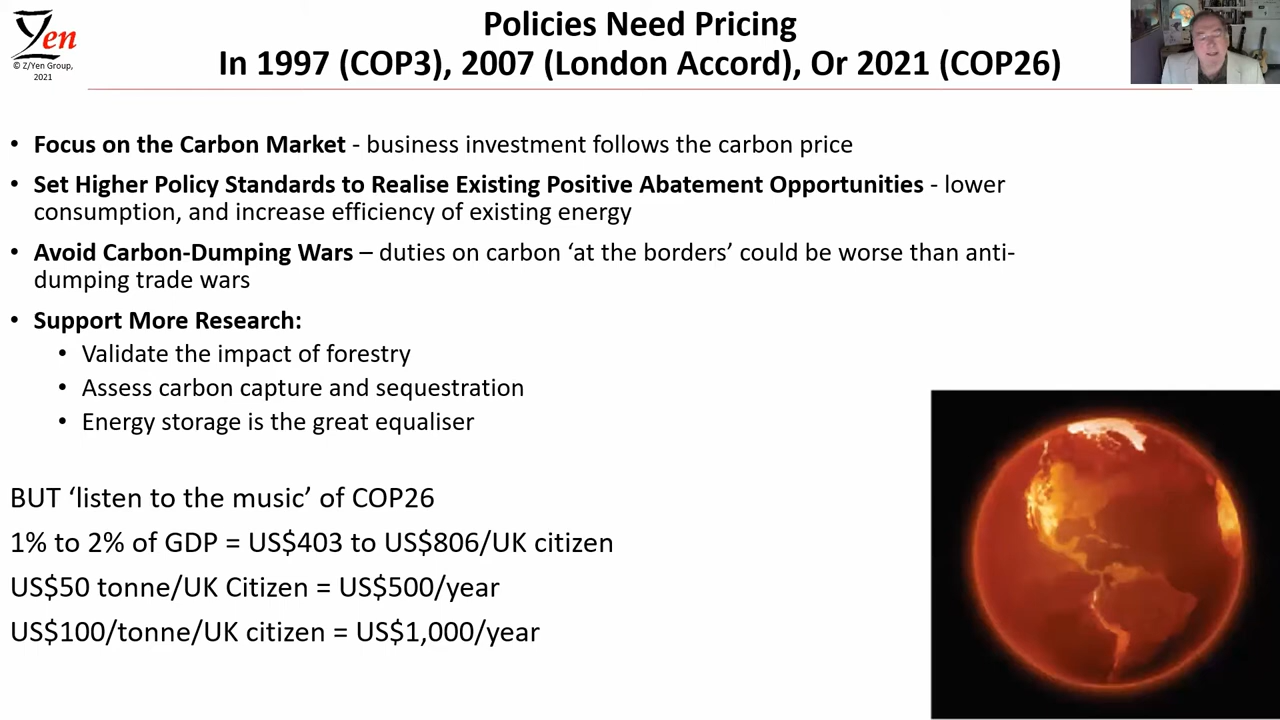 Zen
© Z/Yen Group,
2021
Policies Need Pricing
In 1997 (COP3), 2007 (London Accord), Or 2021 (COP26)
• Focus on the Carbon Market - business investment follows the carbon price
• Set Higher Policy Standards to Realise Existing Positive Abatement Opportunities - lower
consumption, and increase efficiency of existing energy
• Avoid Carbon-Dumping Wars – duties on carbon ‘at the borders’ could be worse than anti-
dumping trade wars
• Support More Research:
• Validate the impact of forestry
• Assess carbon capture and sequestration
• Energy storage is the great equaliser
BUT ‘listen to the music’ of COP26
1% to 2% of GDP = US$403 to US$806/UK citizen
US$50 tonne/UK Citizen = US$500/year
US$100/tonne/UK citizen = US$1,000/year